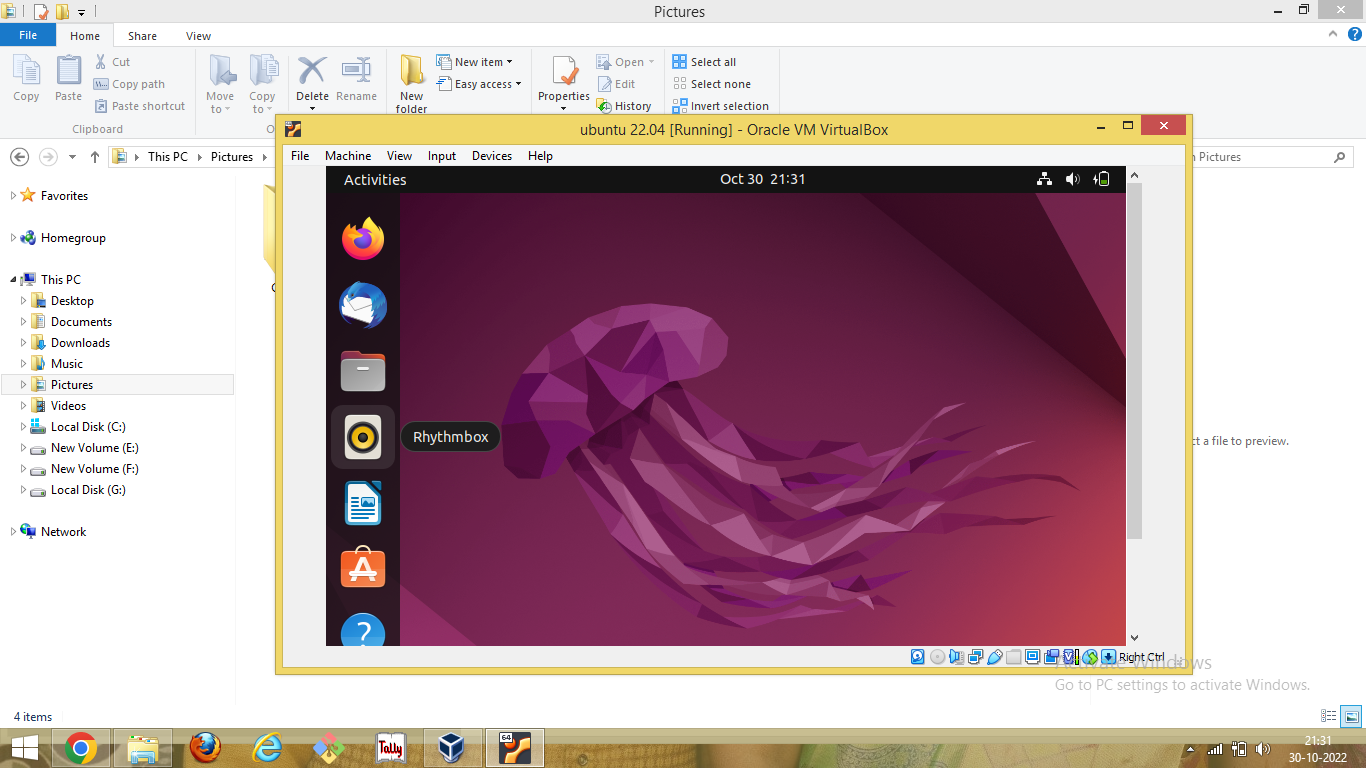 Pictures
File
Home
Share
View
Copy
Paste
Cut
Copy path
Paste shortcut
Clipboard
Move to
Copy to
Delete
Rename
New folder
New item
Easy access
Properties
Open
Edit
History
Select all
Select none
Invert selection
This PC
Pictures
Pictures
Favorites
Homegroup
This PC
Desktop
Documents
Downloads
Music
Pictures
Videos
Local Disk (C:)
New Volume (E:)
New Volume (F:)
Local Disk (G:)
Network
ubuntu 22.04 [Running] - Oracle VM VirtualBox
File Machine View Input Devices Help
Activities
Oct 30 21:31
Rhythmbox
Right Ctrl
a file to preview.
Activate Windows
Go to PC settings to activate Windows.
4 items
Tally
64
21:31
30-10-2022